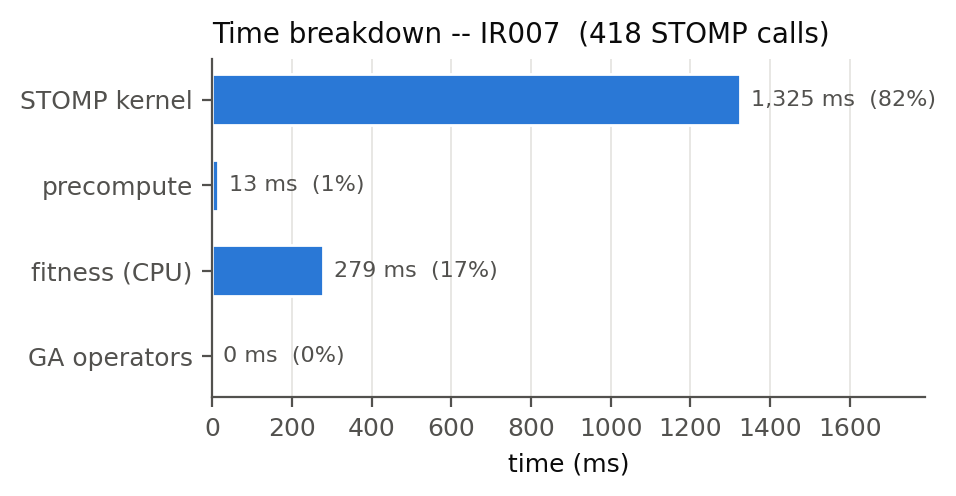 Time breakdown -- IR007  (418 STOMP calls)
STOMP kernel
1,325 ms  (82%)
precompute
13 ms  (1%)
fitness (CPU)
279 ms  (17%)
GA operators
0 ms  (0%)
0 200 400 600 800 1000 1200 1400 1600
time (ms)